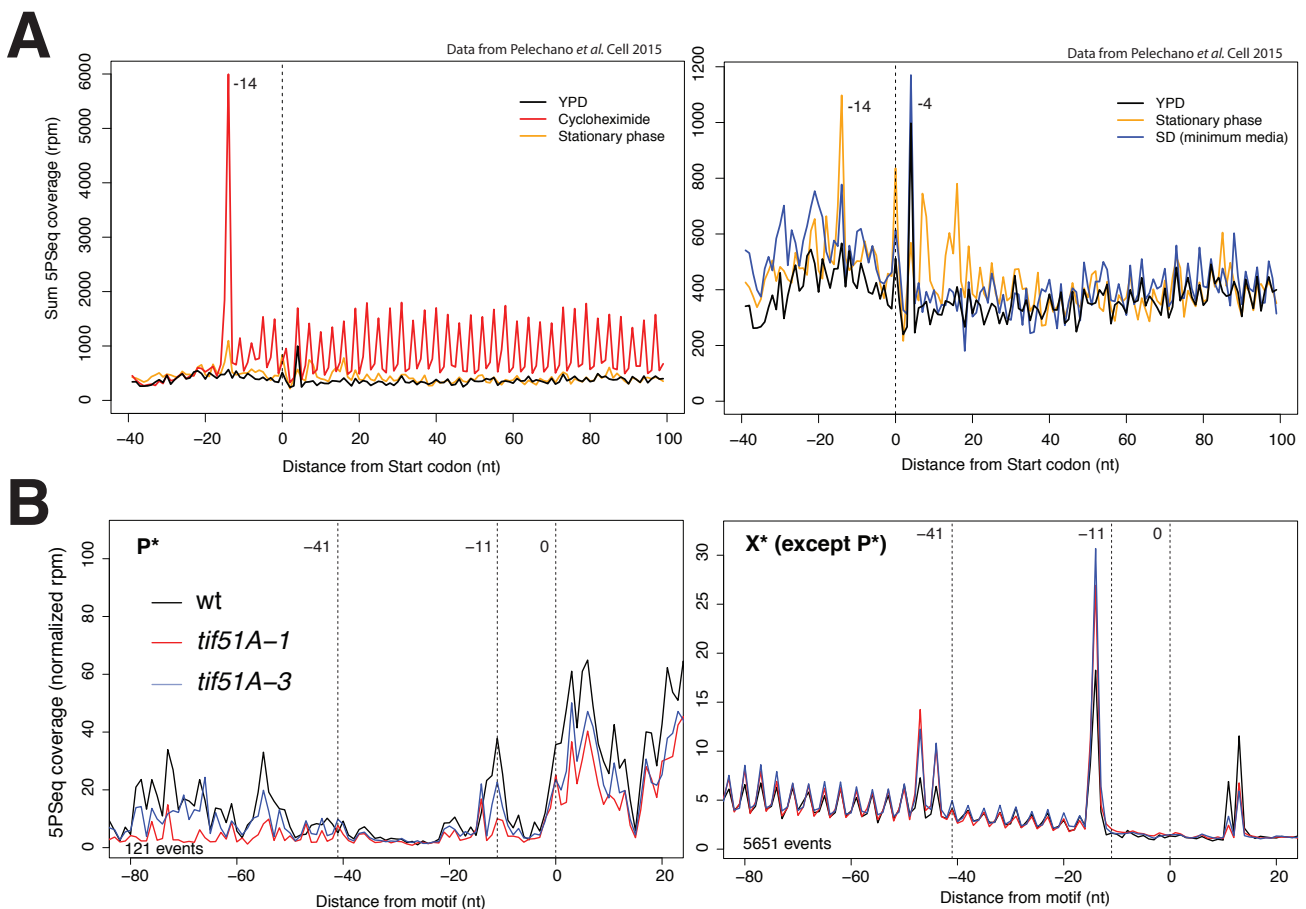 A
Data from Pelechano et al. Cell 2015
Sum 5PSeq coverage (rpm)
0 1000 2000 3000 4000 5000 6000
-14
YPD
Cycloheximide
Stationary phase
−40 −20 0 20 40 60 80 100
Distance from Start codon (nt)
Data from Pelechano et al. Cell 2015
0 200 400 600 800 1000 1200
-14
-4
YPD
Stationary phase
SD (minimum media)
−40 −20 0 20 40 60 80 100
Distance from Start codon (nt)
B
5PSeq coverage (normalized rpm)
0 20 40 60 80 100
P*
−41 −11 0
wt
tif51A−1
tif51A−3
121 events
−80 −60 −40 −20 0 20
Distance from motif (nt)
0 5 10 15 20 25 30
X* (except P*)
−41 −11 0
5651 events
−80 −60 −40 −20 0 20
Distance from motif (nt)